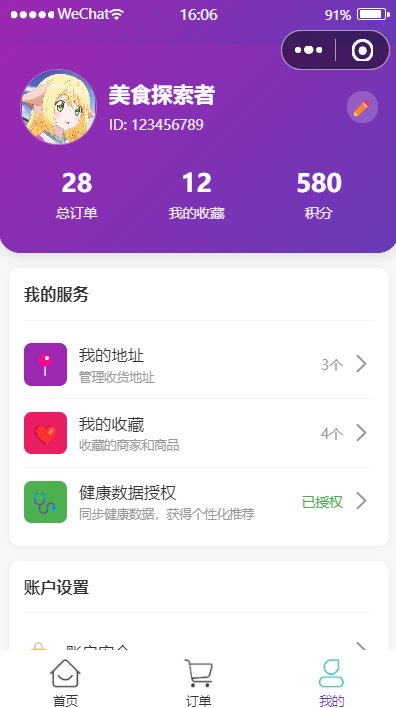 WeChat 16:06 91%
美食探索者
ID: 123456789
28 12 580
总订单 我的收藏 积分
我的服务
我的地址
管理收货地址
3个
我的收藏
收藏的商家和商品
4个
健康数据授权
同步健康数据，获得个性化推荐
已授权
账户设置
账户安全
首页 订单 我的